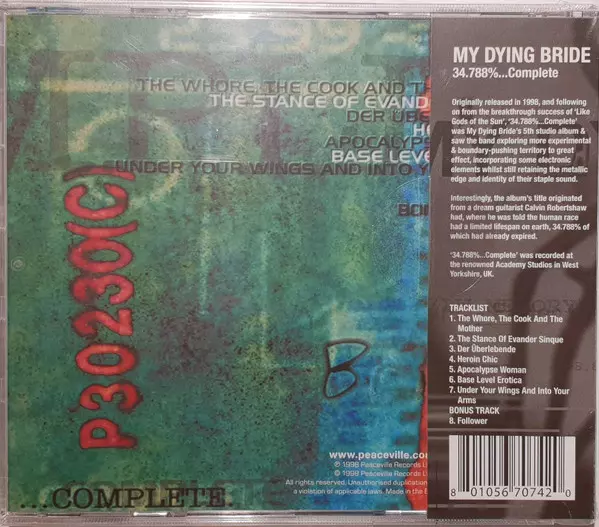 THE WHORE, THE COOK AND TH
THE STANCE OF EVAND
DER ÜBE
HE
APOCALYPS
BASE LEVE
UNDER YOUR WINGS AND INTO Y
BON
P30230(C)
B
www.peaceville.co
℗ 1998 Peaceville Records L
© 1998 Peaceville Records L
All rights reserved. Unauthorised duplication
a violation of applicable laws. Made in the
...COMPLETE.
MY DYING BRIDE
34.788%...Complete
Originally released in 1998, and following
on from the breakthrough success of 'Like
Gods of the Sun', '34.788%...Complete'
was My Dying Bride's 5th studio album &
saw the band exploring more experimental
& boundary-pushing territory to great
effect, incorporating some electronic
elements whilst still retaining the metallic
edge and identity of their staple sound.
Interestingly, the album's title originated
from a dream guitarist Calvin Robertshaw
had, where he was told the human race
had a limited lifespan on earth, 34.788% of
which had already expired.
'34.788%...Complete' was recorded at
the renowned Academy Studios in West
Yorkshire, UK.
TRACKLIST
1. The Whore, The Cook And The
Mother
2. The Stance Of Evander Sinque
3. Der Überlebende
4. Heroin Chic
5. Apocalypse Woman
6. Base Level Erotica
7. Under Your Wings And Into Your
Arms
BONUS TRACK
8. Follower
8 01056 70742 0